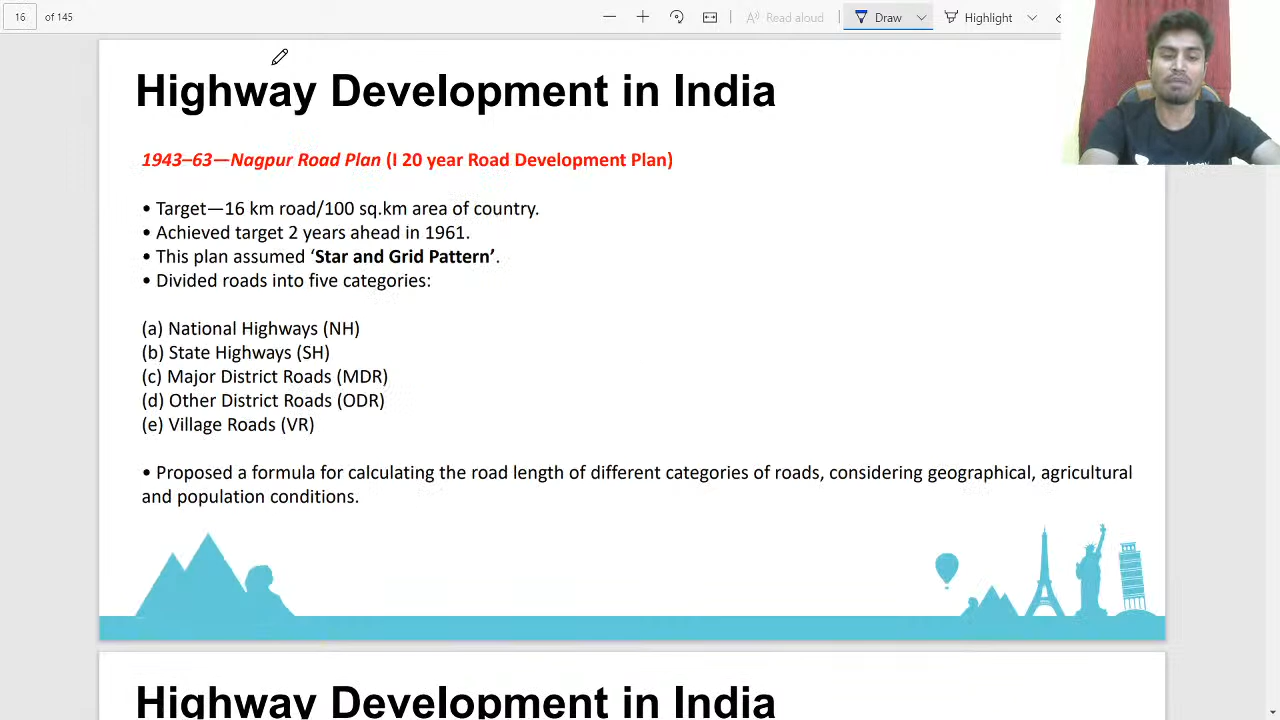 16 of 145 Read aloud Draw Highlight
Highway Development in India
1943–63—Nagpur Road Plan (I 20 year Road Development Plan)
• Target—16 km road/100 sq.km area of country.
• Achieved target 2 years ahead in 1961.
• This plan assumed ‘Star and Grid Pattern’.
• Divided roads into five categories:
(a) National Highways (NH)
(b) State Highways (SH)
(c) Major District Roads (MDR)
(d) Other District Roads (ODR)
(e) Village Roads (VR)
• Proposed a formula for calculating the road length of different categories of roads, considering geographical, agricultural
and population conditions.
Highway Development in India